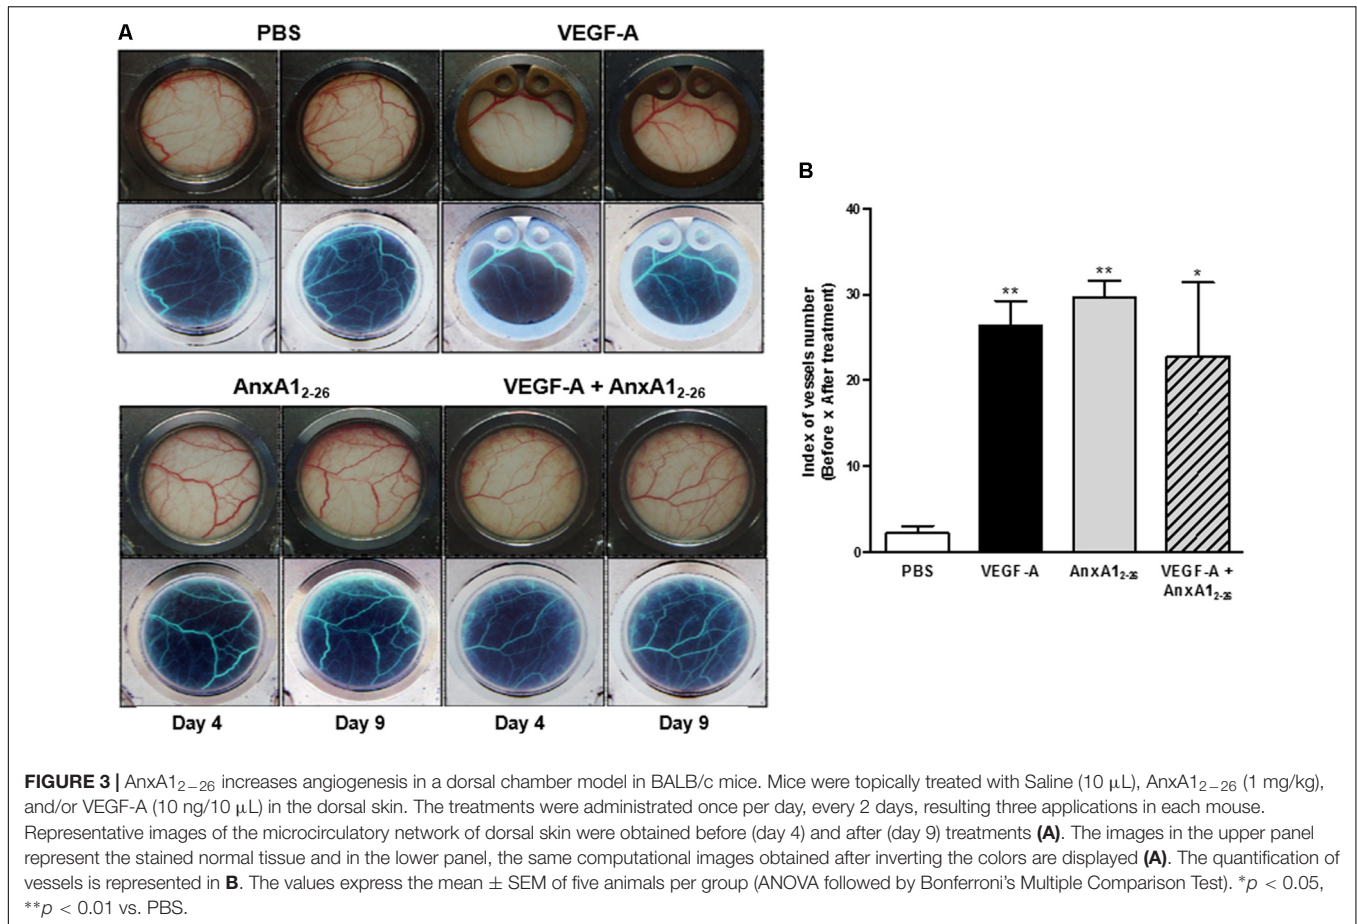 A
PBS
VEGF-A
AnxA1₂₋₂₆
VEGF-A + AnxA1₂₋₂₆
Day 4
Day 9
Day 4
Day 9
B
Index of vessels number
(Before x After treatment)
40
30
20
10
0
**
**
*
PBS
VEGF-A
AnxA1₂₋₂₆
VEGF-A +
AnxA1₂₋₂₆
FIGURE 3 | AnxA1₂₋₂₆ increases angiogenesis in a dorsal chamber model in BALB/c mice. Mice were topically treated with Saline (10 μL), AnxA1₂₋₂₆ (1 mg/kg),
and/or VEGF-A (10 ng/10 μL) in the dorsal skin. The treatments were administrated once per day, every 2 days, resulting three applications in each mouse.
Representative images of the microcirculatory network of dorsal skin were obtained before (day 4) and after (day 9) treatments (A). The images in the upper panel
represent the stained normal tissue and in the lower panel, the same computational images obtained after inverting the colors are displayed (A). The quantification of
vessels is represented in B. The values express the mean ± SEM of five animals per group (ANOVA followed by Bonferroni's Multiple Comparison Test). *p < 0.05,
**p < 0.01 vs. PBS.